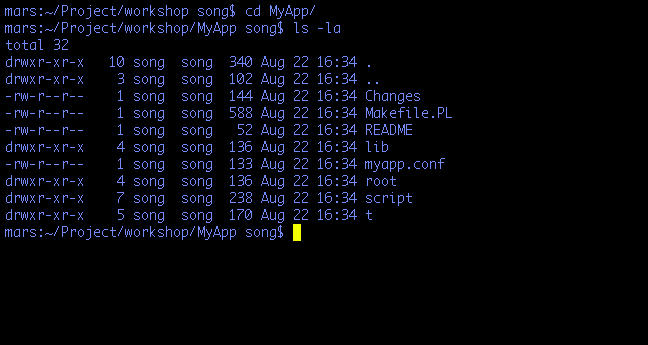 mars:~/Project/workshop song$ cd MyApp/
mars:~/Project/workshop/MyApp song$ ls -la
total 32
drwxr-xr-x   10 song  song  340 Aug 22 16:34 .
drwxr-xr-x    3 song  song  102 Aug 22 16:34 ..
-rw-r--r--    1 song  song  144 Aug 22 16:34 Changes
-rw-r--r--    1 song  song  588 Aug 22 16:34 Makefile.PL
-rw-r--r--    1 song  song   52 Aug 22 16:34 README
drwxr-xr-x    4 song  song  136 Aug 22 16:34 lib
-rw-r--r--    1 song  song  133 Aug 22 16:34 myapp.conf
drwxr-xr-x    4 song  song  136 Aug 22 16:34 root
drwxr-xr-x    7 song  song  238 Aug 22 16:34 script
drwxr-xr-x    5 song  song  170 Aug 22 16:34 t
mars:~/Project/workshop/MyApp song$